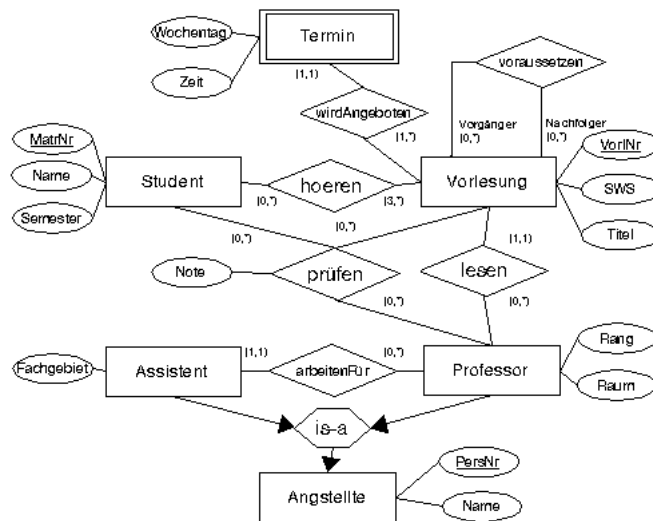 Wochentag
Termin
Zeit
[1,1]
voraussetzen
wirdAngeboten
Vorgänger
[0,*]
Nachfolger
[0,*]
[1,*]
MatrNr
VorlNr
Name
Student
hoeren
Vorlesung
SWS
[0,*]
[3,*]
Semester
Titel
[0,*]
[0,*]
[1,1]
Note
prüfen
lesen
[0,*]
[0,*]
Rang
[1,1]
[0,*]
Fachgebiet
Assistent
arbeitenFür
Professor
Raum
is-a
PersNr
Angstellte
Name